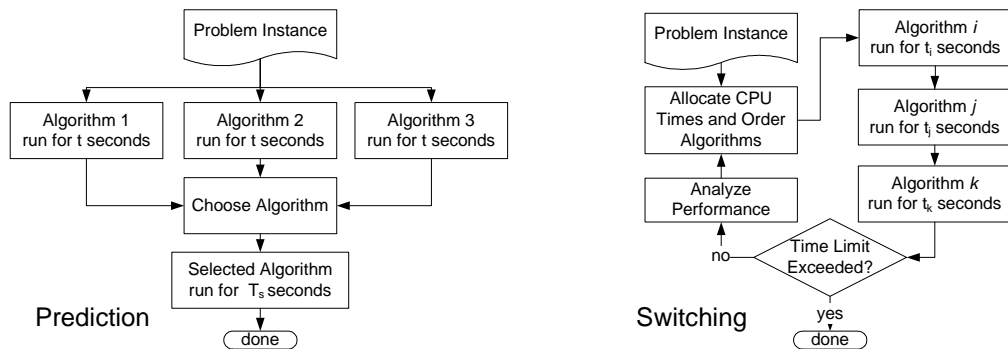 Problem Instance
Algorithm 1
run for t seconds
Algorithm 2
run for t seconds
Algorithm 3
run for t seconds
Choose Algorithm
Selected Algorithm
run for Ts seconds
Prediction
done
Problem Instance
Allocate CPU
Times and Order
Algorithms
Algorithm i
run for ti seconds
Algorithm j
run for tj seconds
Algorithm k
run for tk seconds
Analyze
Performance
no
Time Limit
Exceeded?
yes
Switching
done